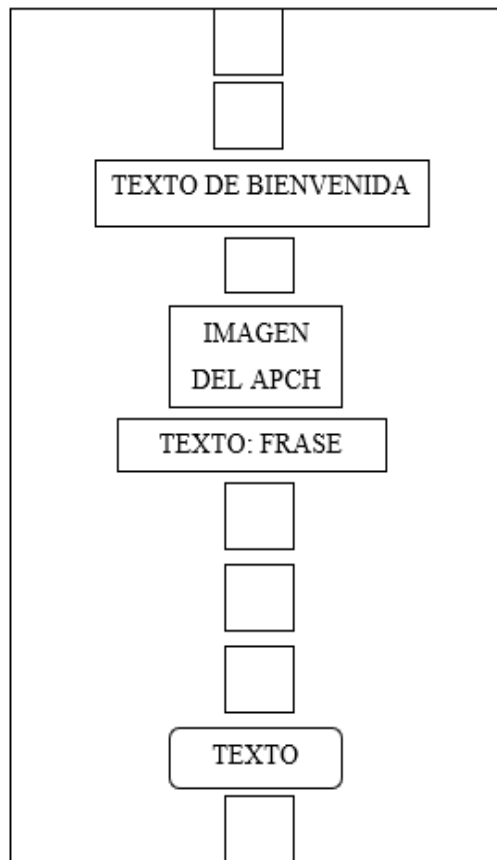 TEXTO DE BIENVENIDA
IMAGEN
DEL APCH
TEXTO: FRASE
TEXTO